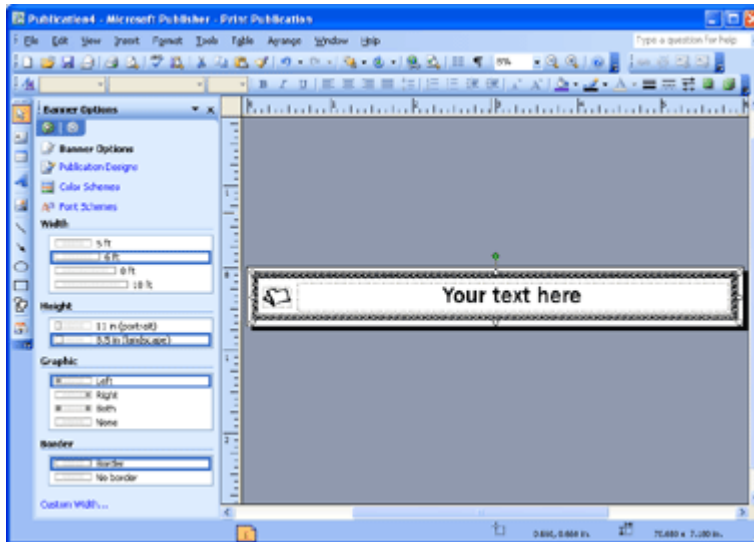 Publication4 - Microsoft Publisher - Print Publication
File Edit View Insert Format Tools Table Arrange Window Help
Type a question for help
Banner Options
Banner Options
Publication Designs
Color Schemes
Font Schemes
Width
5 ft
6 ft
8 ft
10 ft
Height
11 in (portrait)
8.5 in (landscape)
Graphic
Left
Right
Both
None
Border
Border
No border
Custom Width...
Your text here